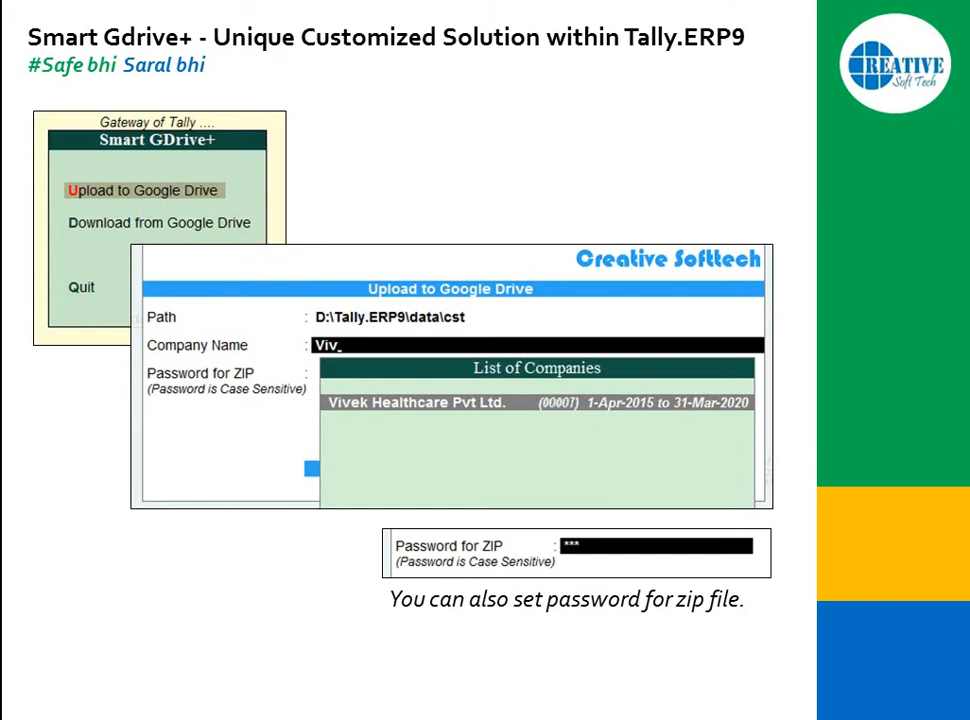 Smart Gdrive+ - Unique Customized Solution within Tally.ERP9
#Safe bhi Saral bhi
CREATIVE
Soft Tech
Gateway of Tally ....
Smart GDrive+
Upload to Google Drive
Download from Google Drive
Quit
Creative Softtech
Upload to Google Drive
Path : D:\Tally.ERP9\data\cst
Company Name : Viv_
Password for ZIP :
(Password is Case Sensitive)
List of Companies
Vivek Healthcare Pvt Ltd. (00007) 1-Apr-2015 to 31-Mar-2020
Password for ZIP : ***
(Password is Case Sensitive)
You can also set password for zip file.